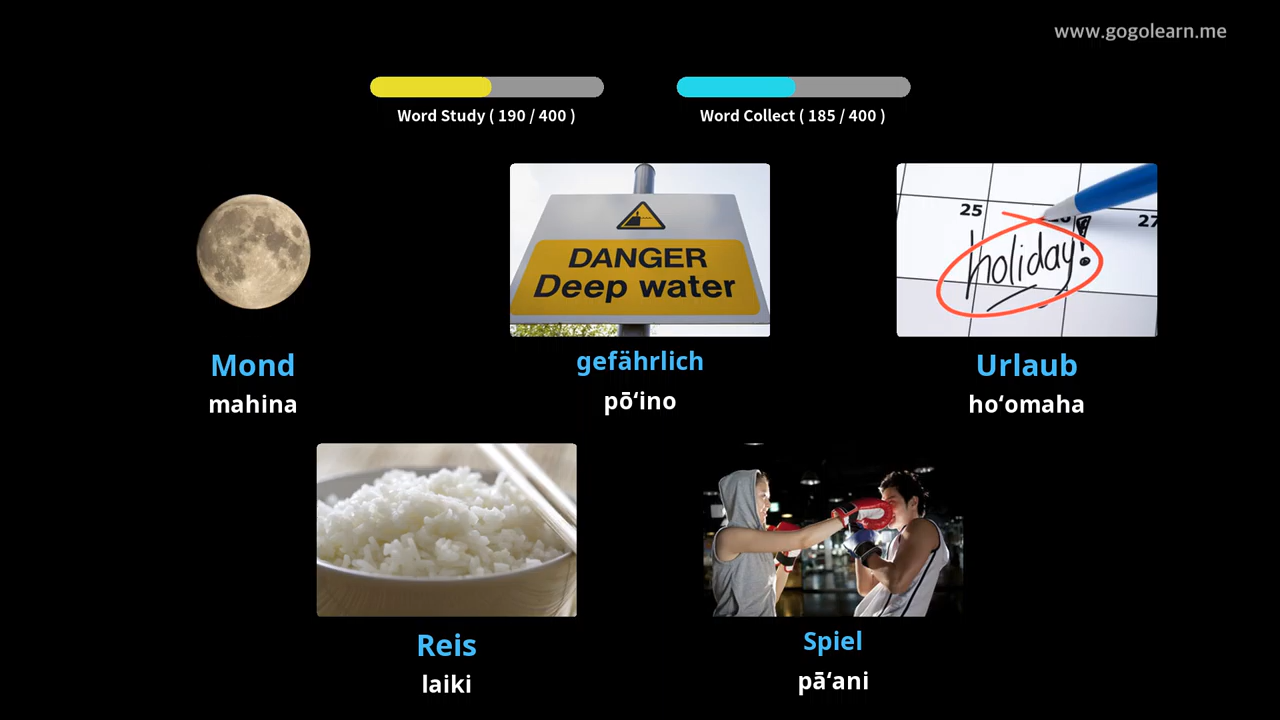 www.gogolearn.me
Word Study ( 190 / 400 )
Word Collect ( 185 / 400 )
DANGER
Deep water
25
27
holiday!
Mond
mahina
gefährlich
pōʻino
Urlaub
hoʻomaha
Reis
laiki
Spiel
pāʻani